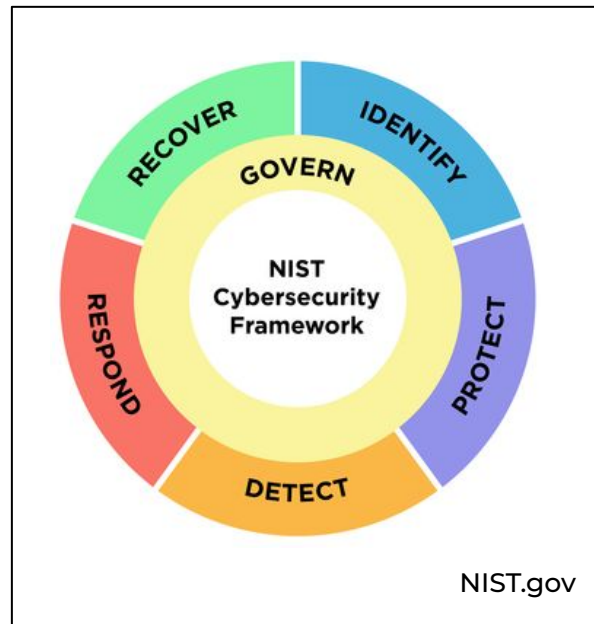 RECOVER
IDENTIFY
GOVERN
NIST
Cybersecurity
Framework
RESPOND
PROTECT
DETECT
NIST.gov